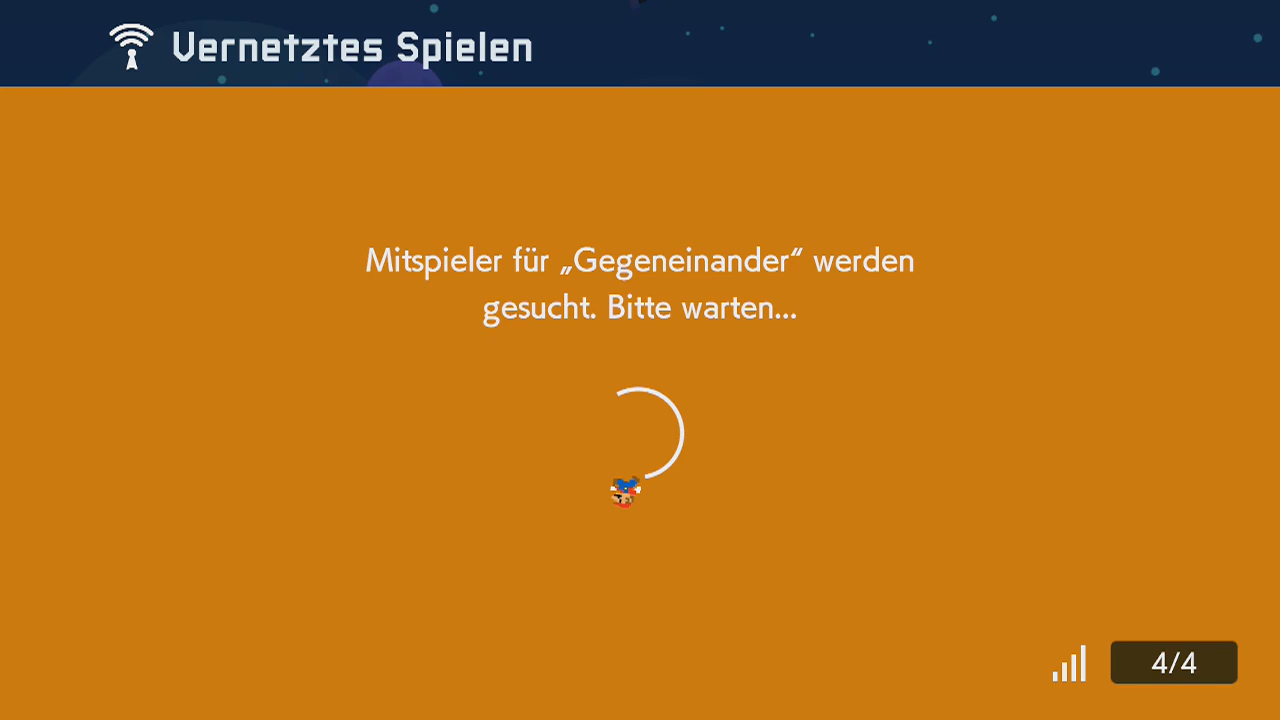 Vernetztes Spielen
Mitspieler für „Gegeneinander“ werden
gesucht. Bitte warten...
4/4